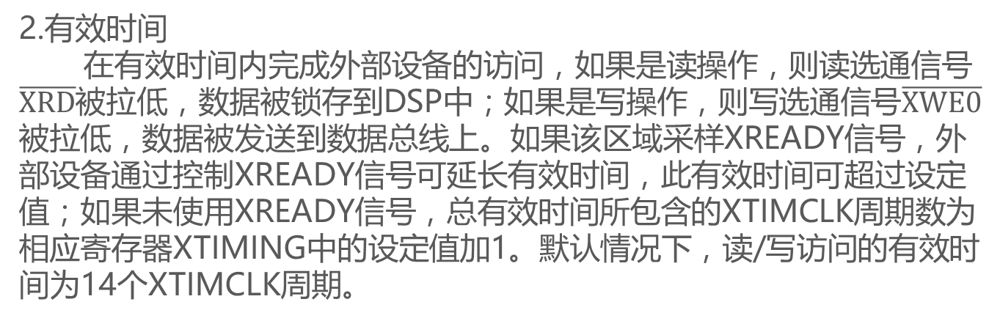 2.有效时间
在有效时间内完成外部设备的访问，如果是读操作，则读选通信号
X̅R̅D̅被拉低，数据被锁存到DSP中；如果是写操作，则写选通信号X̅W̅E̅0̅
被拉低，数据被发送到数据总线上。如果该区域采样XREADY信号，外
部设备通过控制XREADY信号可延长有效时间，此有效时间可超过设定
值；如果未使用XREADY信号，总有效时间所包含的XTIMCLK周期数为
相应寄存器XTIMING中的设定值加1。默认情况下，读/写访问的有效时
间为14个XTIMCLK周期。